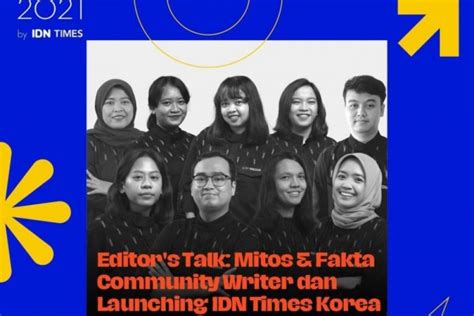 2021
by IDN TIMES
Editor's Talk: Mitos & Fakta
Community Writer dan
Launching IDN Times Korea